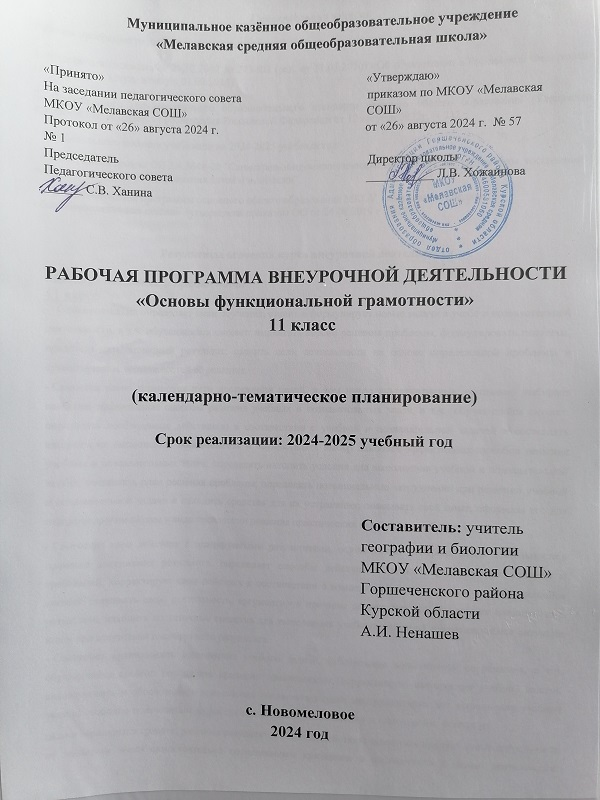 Муниципальное казённое общеобразовательное учреждение
«Мелавская средняя общеобразовательная школа»
«Принято»
На заседании педагогического совета
МКОУ «Мелавская СОШ»
Протокол от «26» августа 2024 г.
№ 1
Председатель
Педагогического совета
С.В. Ханина
«Утверждаю»
приказом по МКОУ «Мелавская
СОШ»
от «26» августа 2024 г. № 57
Директор школы
Л.В. Хожайнова
МКОУ
«Мелавская
СОШ»
РАБОЧАЯ ПРОГРАММА ВНЕУРОЧНОЙ ДЕЯТЕЛЬНОСТИ
«Основы функциональной грамотности»
11 класс
(календарно-тематическое планирование)
Срок реализации: 2024-2025 учебный год
Составитель: учитель
географии и биологии
МКОУ «Мелавская СОШ»
Горшеченского района
Курской области
А.И. Ненашев
с. Новомеловое
2024 год